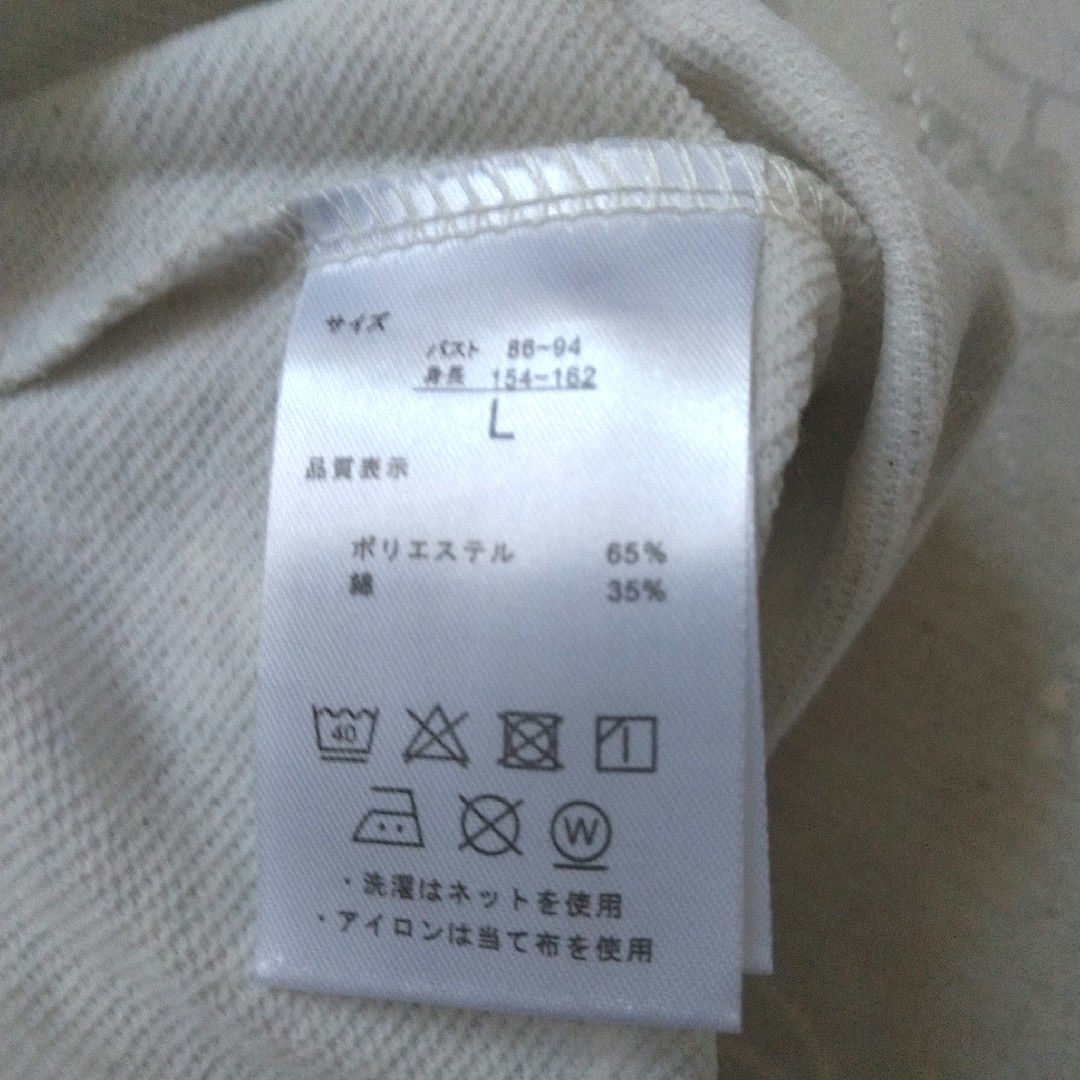 サイズ
バスト 86-94
身長 154-162
L
品質表示
ポリエステル 65%
綿 35%
40
W
・洗濯はネットを使用
・アイロンは当て布を使用